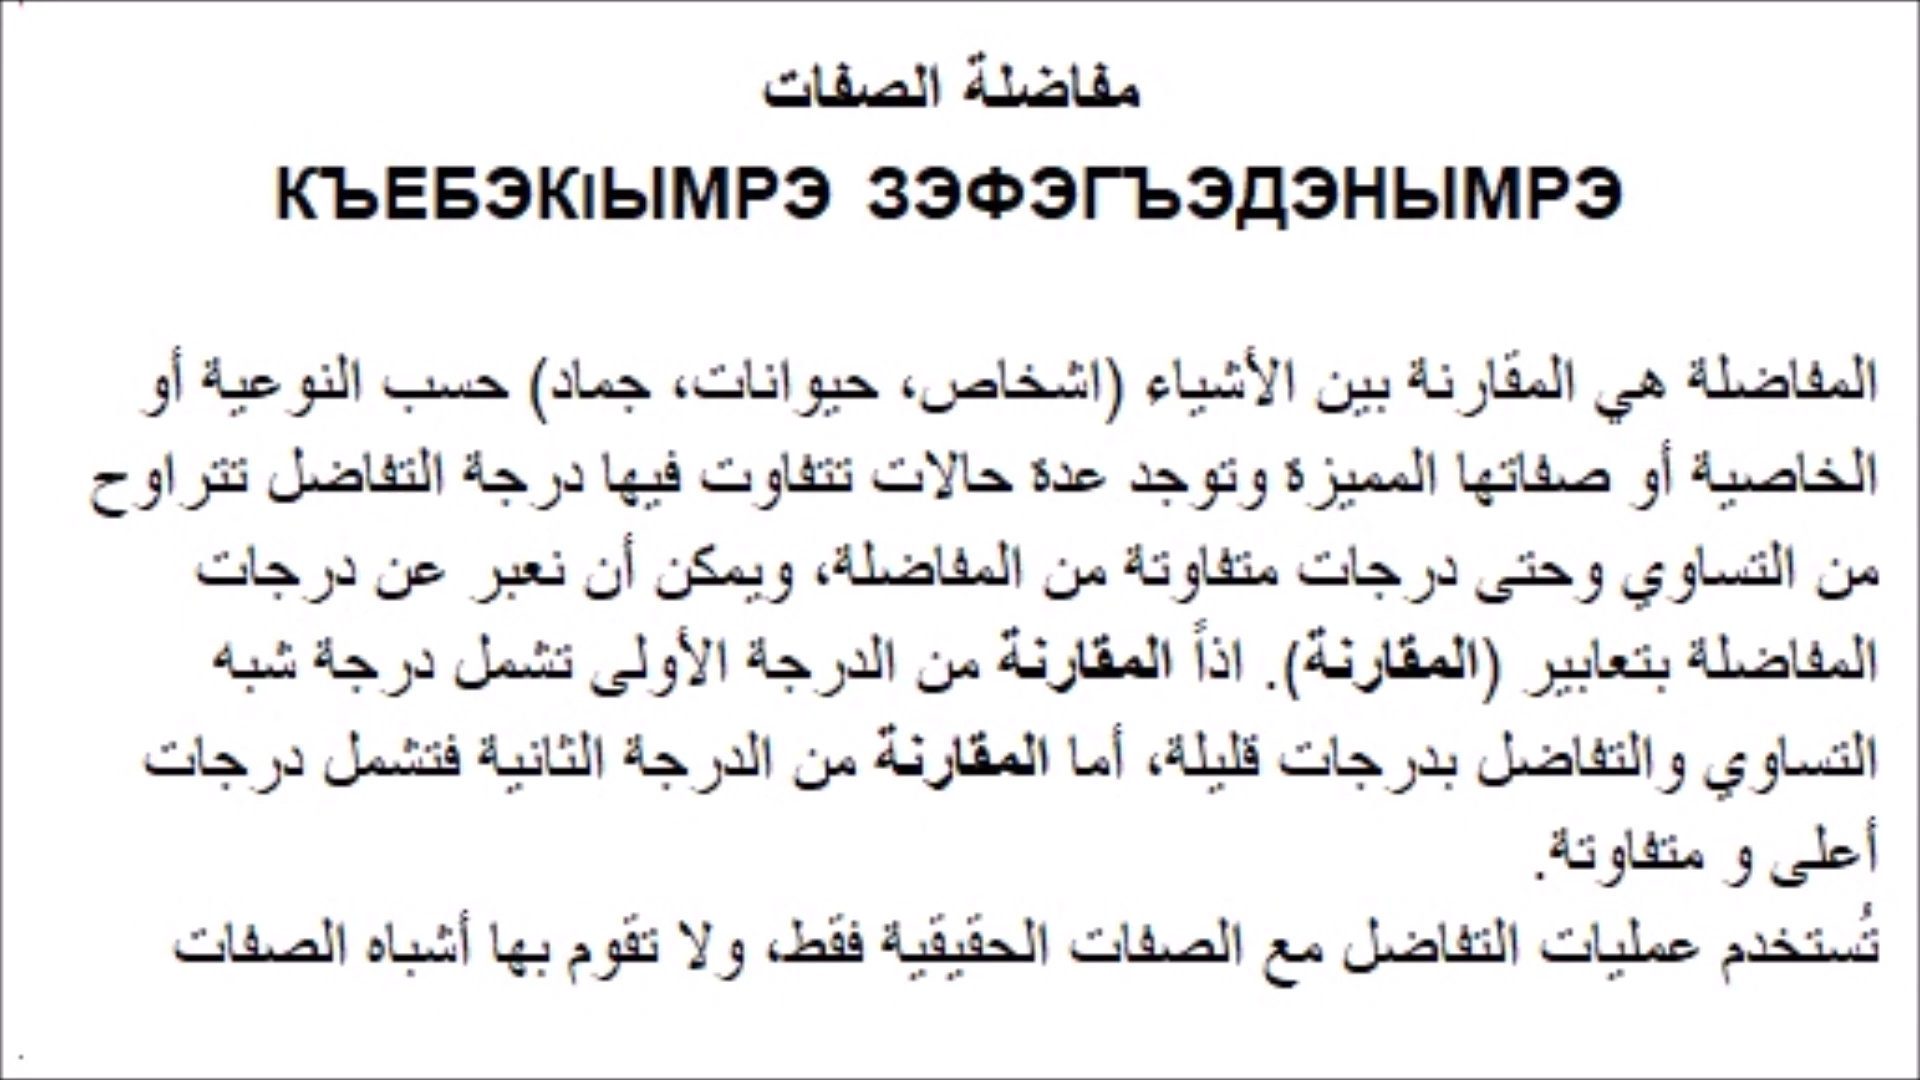 مفاضلة الصفات
КЪЕБЭКIЫМРЭ ЗЭФЭГЪЭДЭНЫМРЭ
المفاضلة هي المقارنة بين الأشياء (اشخاص، حيوانات، جماد) حسب النوعية أو
الخاصية أو صفاتها المميزة وتوجد عدة حالات تتفاوت فيها درجة التفاضل تتراوح
من التساوي وحتى درجات متفاوتة من المفاضلة، ويمكن أن نعبر عن درجات
المفاضلة بتعابير (المقارنة). اذاً المقارنة من الدرجة الأولى تشمل درجة شبه
التساوي والتفاضل بدرجات قليلة، أما المقارنة من الدرجة الثانية فتشمل درجات
أعلى و متفاوتة.
تُستخدم عمليات التفاضل مع الصفات الحقيقية فقط، ولا تقوم بها أشباه الصفات